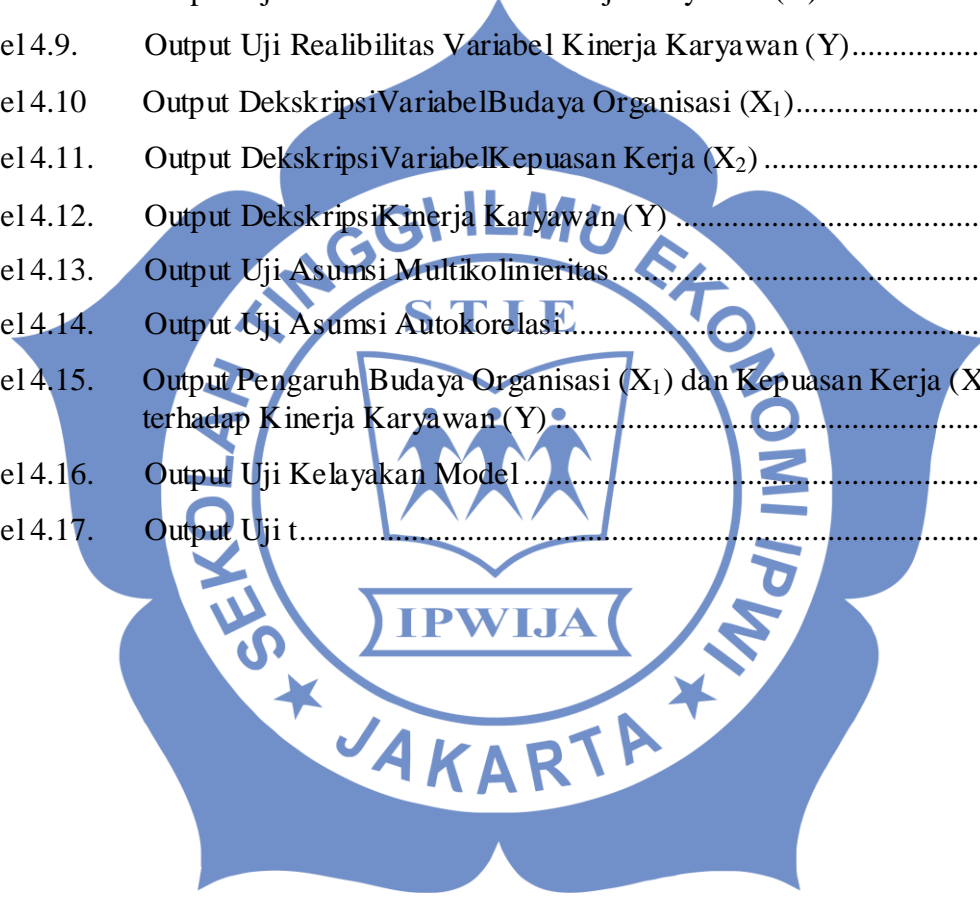 el 4.9. Output Uji Realibilitas Variabel Kinerja Karyawan (Y)..................
el 4.10 Output DekskripsiVariabelBudaya Organisasi (X₁)........................
el 4.11. Output DekskripsiVariabelKepuasan Kerja (X₂) ............................
el 4.12. Output DekskripsiKinerja Karyawan (Y) ........................................
el 4.13. Output Uji Asumsi Multikolinieritas................................................
el 4.14. Output Uji Asumsi Autokorelasi......................................................
el 4.15. Output Pengaruh Budaya Organisasi (X₁) dan Kepuasan Kerja (X
terhadap Kinerja Karyawan (Y) .......................................................
el 4.16. Output Uji Kelayakan Model ...........................................................
el 4.17. Output Uji t.......................................................................................
SEKOLAH TINGGI ILMU EKONOMI IPWI
STIE
IPWIJA
JAKARTA